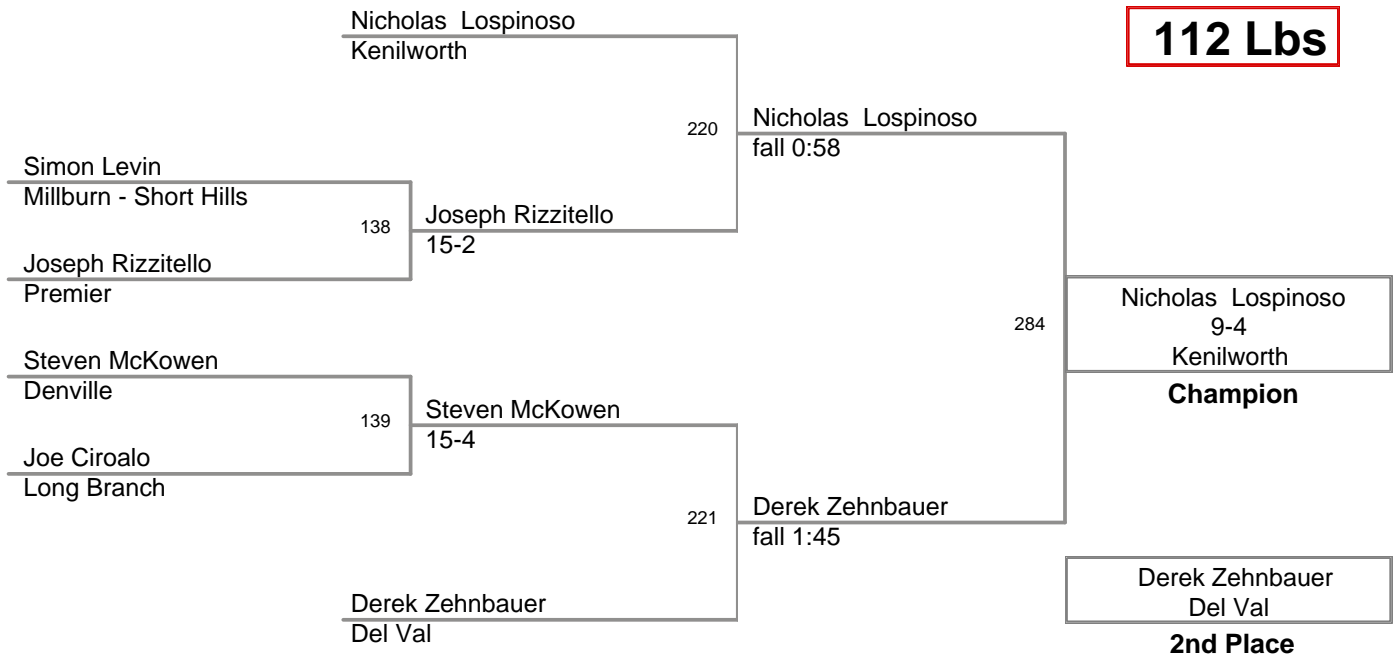 Nicholas  Lospinoso
Kenilworth
112 Lbs
220
Nicholas  Lospinoso
fall 0:58
Simon Levin
Millburn - Short Hills
138
Joseph Rizzitello
15-2
Joseph Rizzitello
Premier
284
Nicholas  Lospinoso
9-4
Kenilworth
Champion
Steven McKowen
Denville
139
Steven McKowen
15-4
Joe Ciroalo
Long Branch
221
Derek Zehnbauer
fall 1:45
Derek Zehnbauer
Del Val
Derek Zehnbauer
Del Val
2nd Place